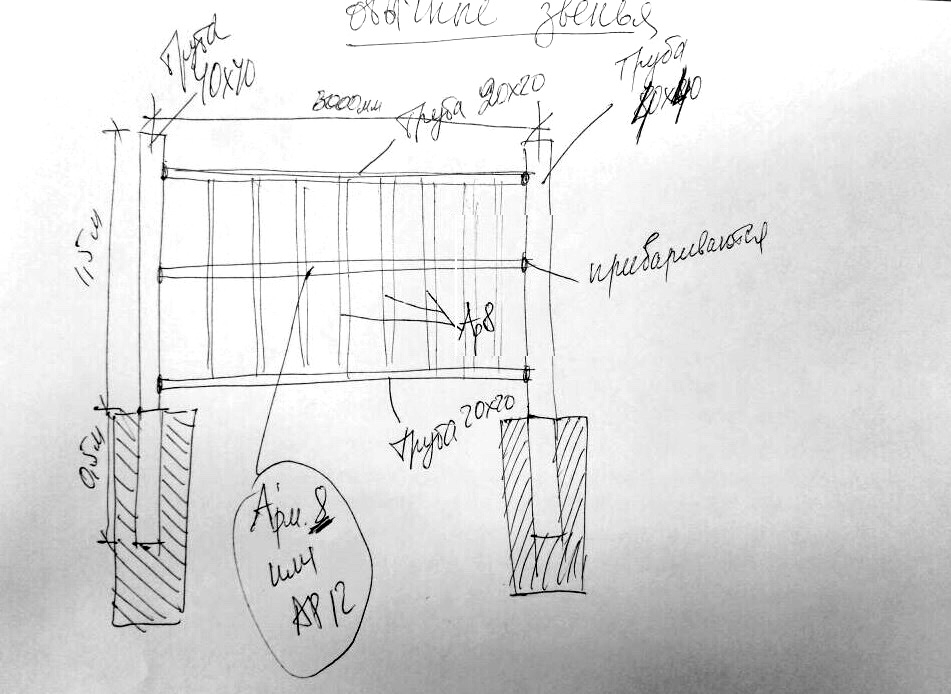 обычные звенья
Труба
40х40
Труба
40х40
3000мм
Труба 20х20
1,5м
привариваются
Ар8
0,5м
Труба 20х20
Арм. 8
или
АР12